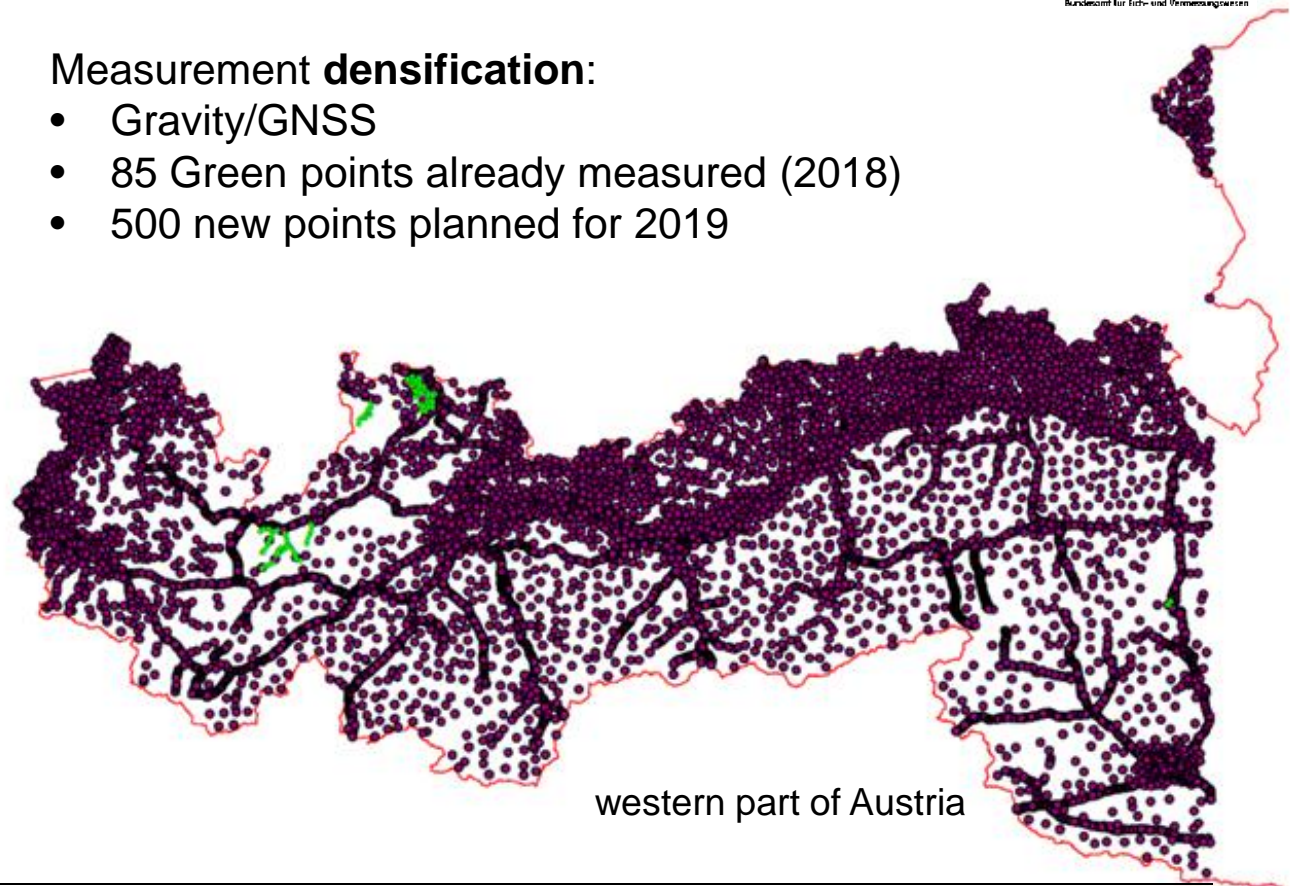 Bundesamt für Eich- und Vermessungswesen
Measurement densification:
• Gravity/GNSS
• 85 Green points already measured (2018)
• 500 new points planned for 2019
western part of Austria